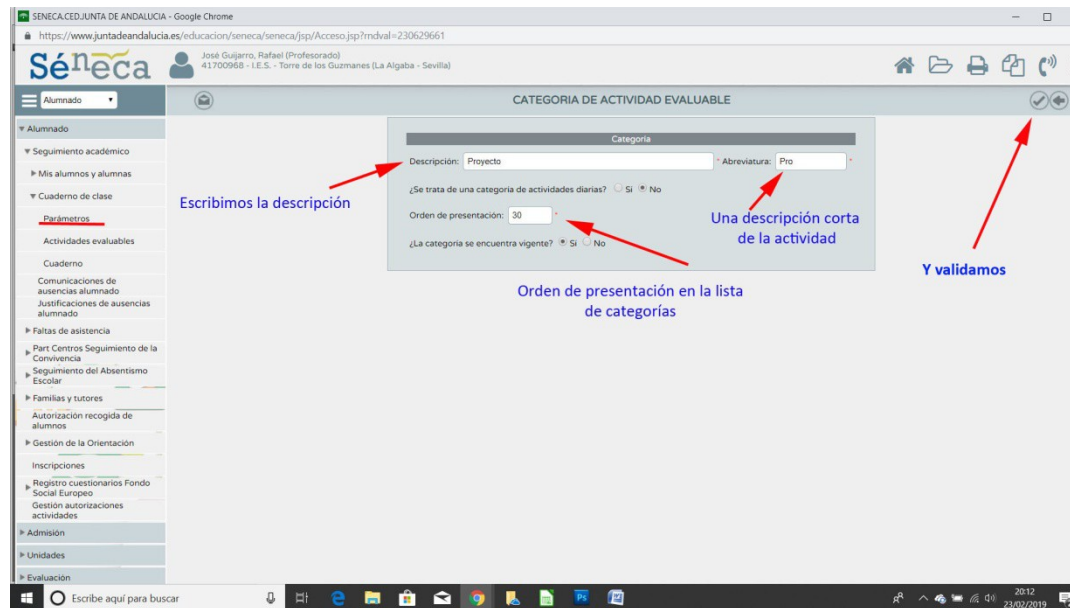 SENECA.CED.JUNTA DE ANDALUCIA - Google Chrome
https://www.juntadeandalucia.es/educacion/seneca/seneca/jsp/Acceso.jsp?rndval=230629661
Séneca
José Guijarro, Rafael (Profesorado)
41700968 - I.E.S. - Torre de los Guzmanes (La Algaba - Sevilla)
Alumnado
CATEGORIA DE ACTIVIDAD EVALUABLE
Alumnado
Seguimiento académico
Mis alumnos y alumnas
Cuaderno de clase
Parámetros
Actividades evaluables
Cuaderno
Comunicaciones de
ausencias alumnado
Justificaciones de ausencias
alumnado
Faltas de asistencia
Part Centros Seguimiento de la
Convivencia
Seguimiento del Absentismo
Escolar
Familias y tutores
Autorización recogida de
alumnos
Gestión de la Orientación
Inscripciones
Registro cuestionarios Fondo
Social Europeo
Gestión autorizaciones
actividades
Admisión
Unidades
Evaluación
Categoría
Descripción: Proyecto * Abreviatura: Pro *
¿Se trata de una categoría de actividades diarias? Sí No
Orden de presentación: 30 *
¿La categoría se encuentra vigente? Sí No
Escribimos la descripción
Una descripción corta
de la actividad
Orden de presentación en la lista
de categorías
Y validamos
Escribe aquí para buscar
Ps
20:12
23/02/2019